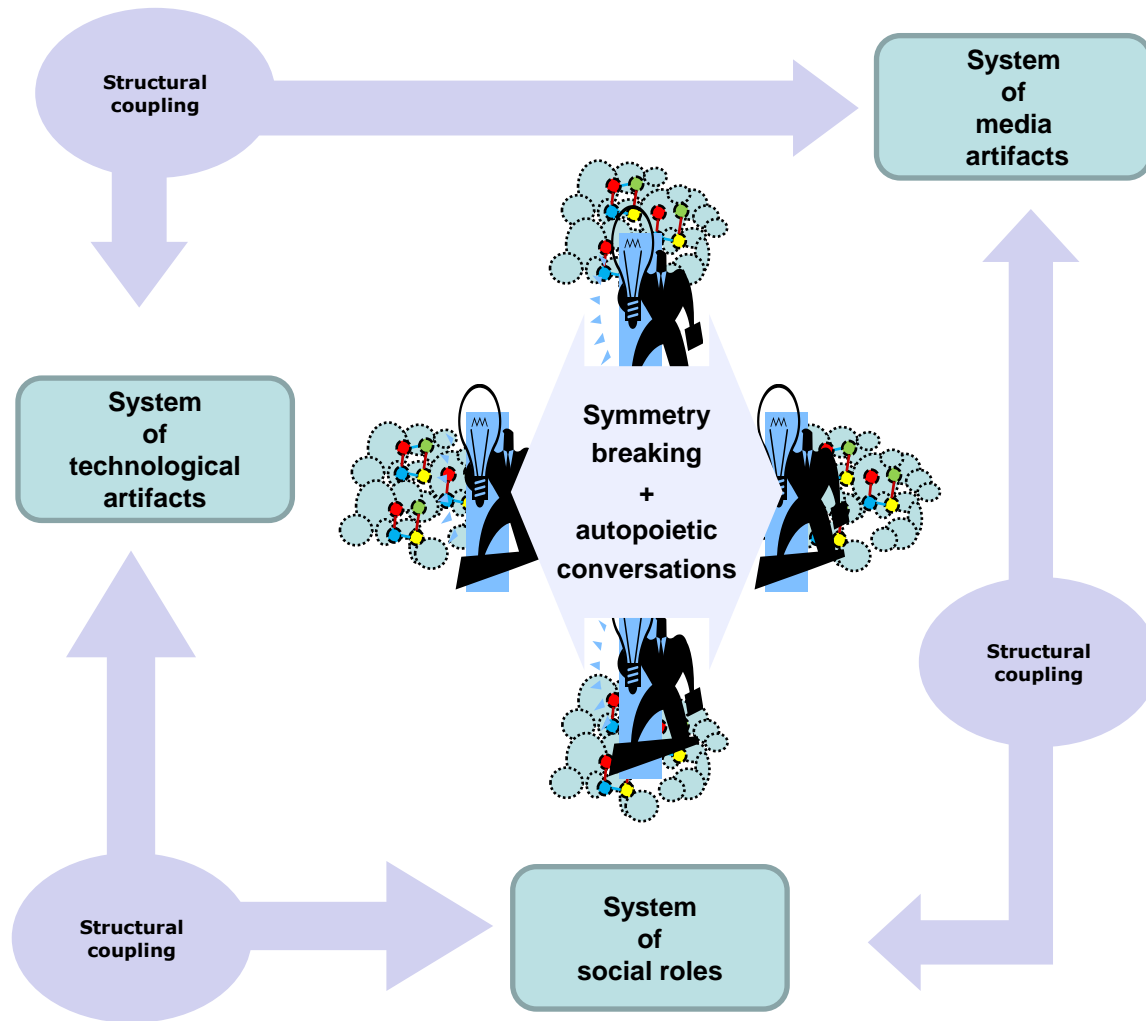 Structural
coupling
System
of
media
artifacts
System
of
technological
artifacts
Symmetry
breaking
+
autopoietic
conversations
Structural
coupling
Structural
coupling
System
of
social roles